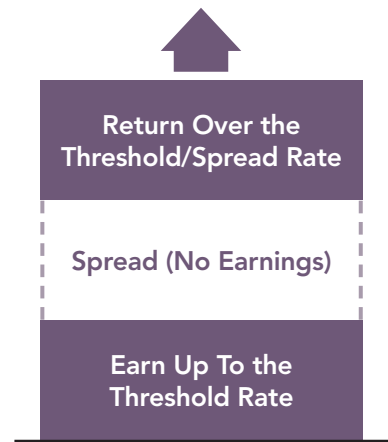 Return Over the
Threshold/Spread Rate
Spread (No Earnings)
Earn Up To the
Threshold Rate